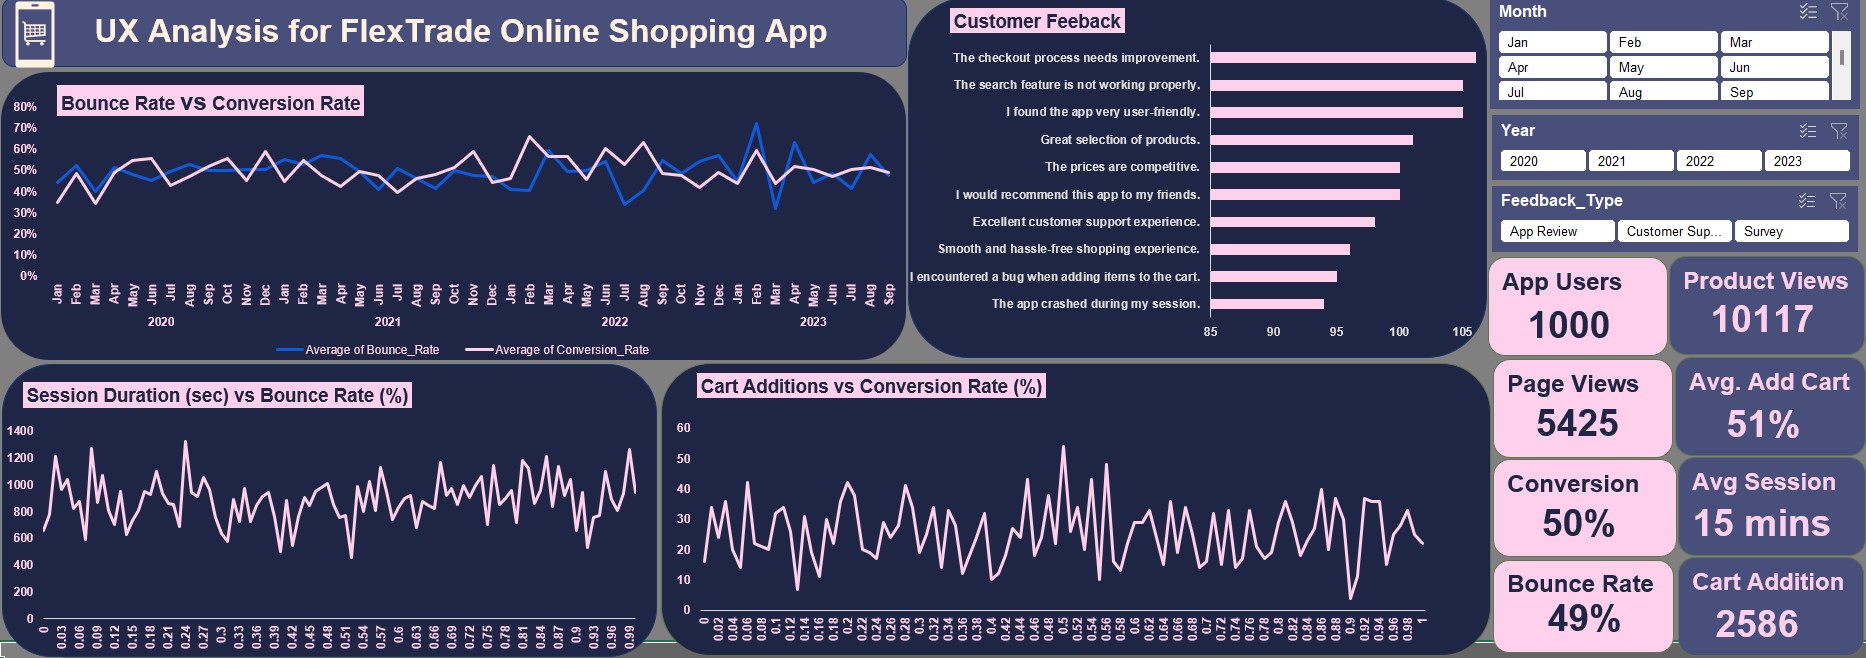 UX Analysis for FlexTrade Online Shopping App
Bounce Rate VS Conversion Rate
80%
70%
60%
50%
40%
30%
20%
10%
0%
Jan Feb Mar Apr May Jun Jul Aug Sep Oct Nov Dec Jan Feb Mar Apr May Jun Jul Aug Sep Oct Nov Dec Jan Feb Mar Apr May Jun Jul Aug Sep Oct Nov Dec Jan Feb Mar Apr May Jun Jul Aug Sep
2020 2021 2022 2023
Average of Bounce_Rate Average of Conversion_Rate
Customer Feeback
The checkout process needs improvement.
The search feature is not working properly.
I found the app very user-friendly.
Great selection of products.
The prices are competitive.
I would recommend this app to my friends.
Excellent customer support experience.
Smooth and hassle-free shopping experience.
I encountered a bug when adding items to the cart.
The app crashed during my session.
85 90 95 100 105
Month
Jan Feb Mar
Apr May Jun
Jul Aug Sep
Year
2020 2021 2022 2023
Feedback_Type
App Review Customer Sup... Survey
App Users
1000
Product Views
10117
Page Views
5425
Avg. Add Cart
51%
Conversion
50%
Avg Session
15 mins
Bounce Rate
49%
Cart Addition
2586
Session Duration (sec) vs Bounce Rate (%)
1400
1200
1000
800
600
400
200
0
0 0.03 0.06 0.09 0.12 0.15 0.18 0.21 0.24 0.27 0.3 0.33 0.36 0.39 0.42 0.45 0.48 0.51 0.54 0.57 0.6 0.63 0.66 0.69 0.72 0.75 0.78 0.81 0.84 0.87 0.9 0.93 0.96 0.99
Cart Additions vs Conversion Rate (%)
60
50
40
30
20
10
0
0 0.02 0.04 0.06 0.08 0.1 0.12 0.14 0.16 0.18 0.2 0.22 0.24 0.26 0.28 0.3 0.32 0.34 0.36 0.38 0.4 0.42 0.44 0.46 0.48 0.5 0.52 0.54 0.56 0.58 0.6 0.62 0.64 0.66 0.68 0.7 0.72 0.74 0.76 0.78 0.8 0.82 0.84 0.86 0.88 0.9 0.92 0.94 0.96 0.98 1